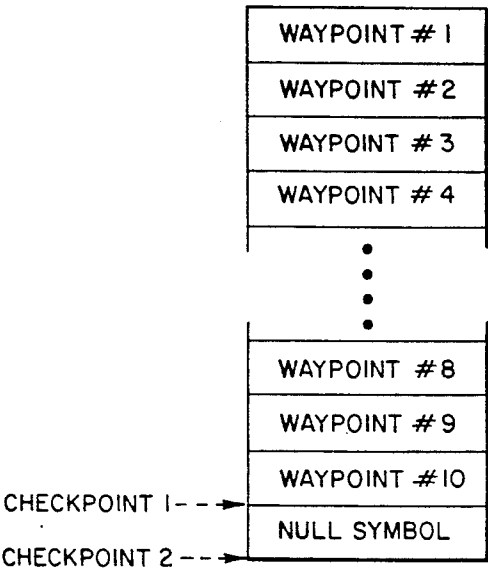 WAYPOINT # 1
WAYPOINT # 2
WAYPOINT # 3
WAYPOINT # 4
WAYPOINT # 8
WAYPOINT # 9
WAYPOINT # 10
CHECKPOINT 1
NULL SYMBOL
CHECKPOINT 2